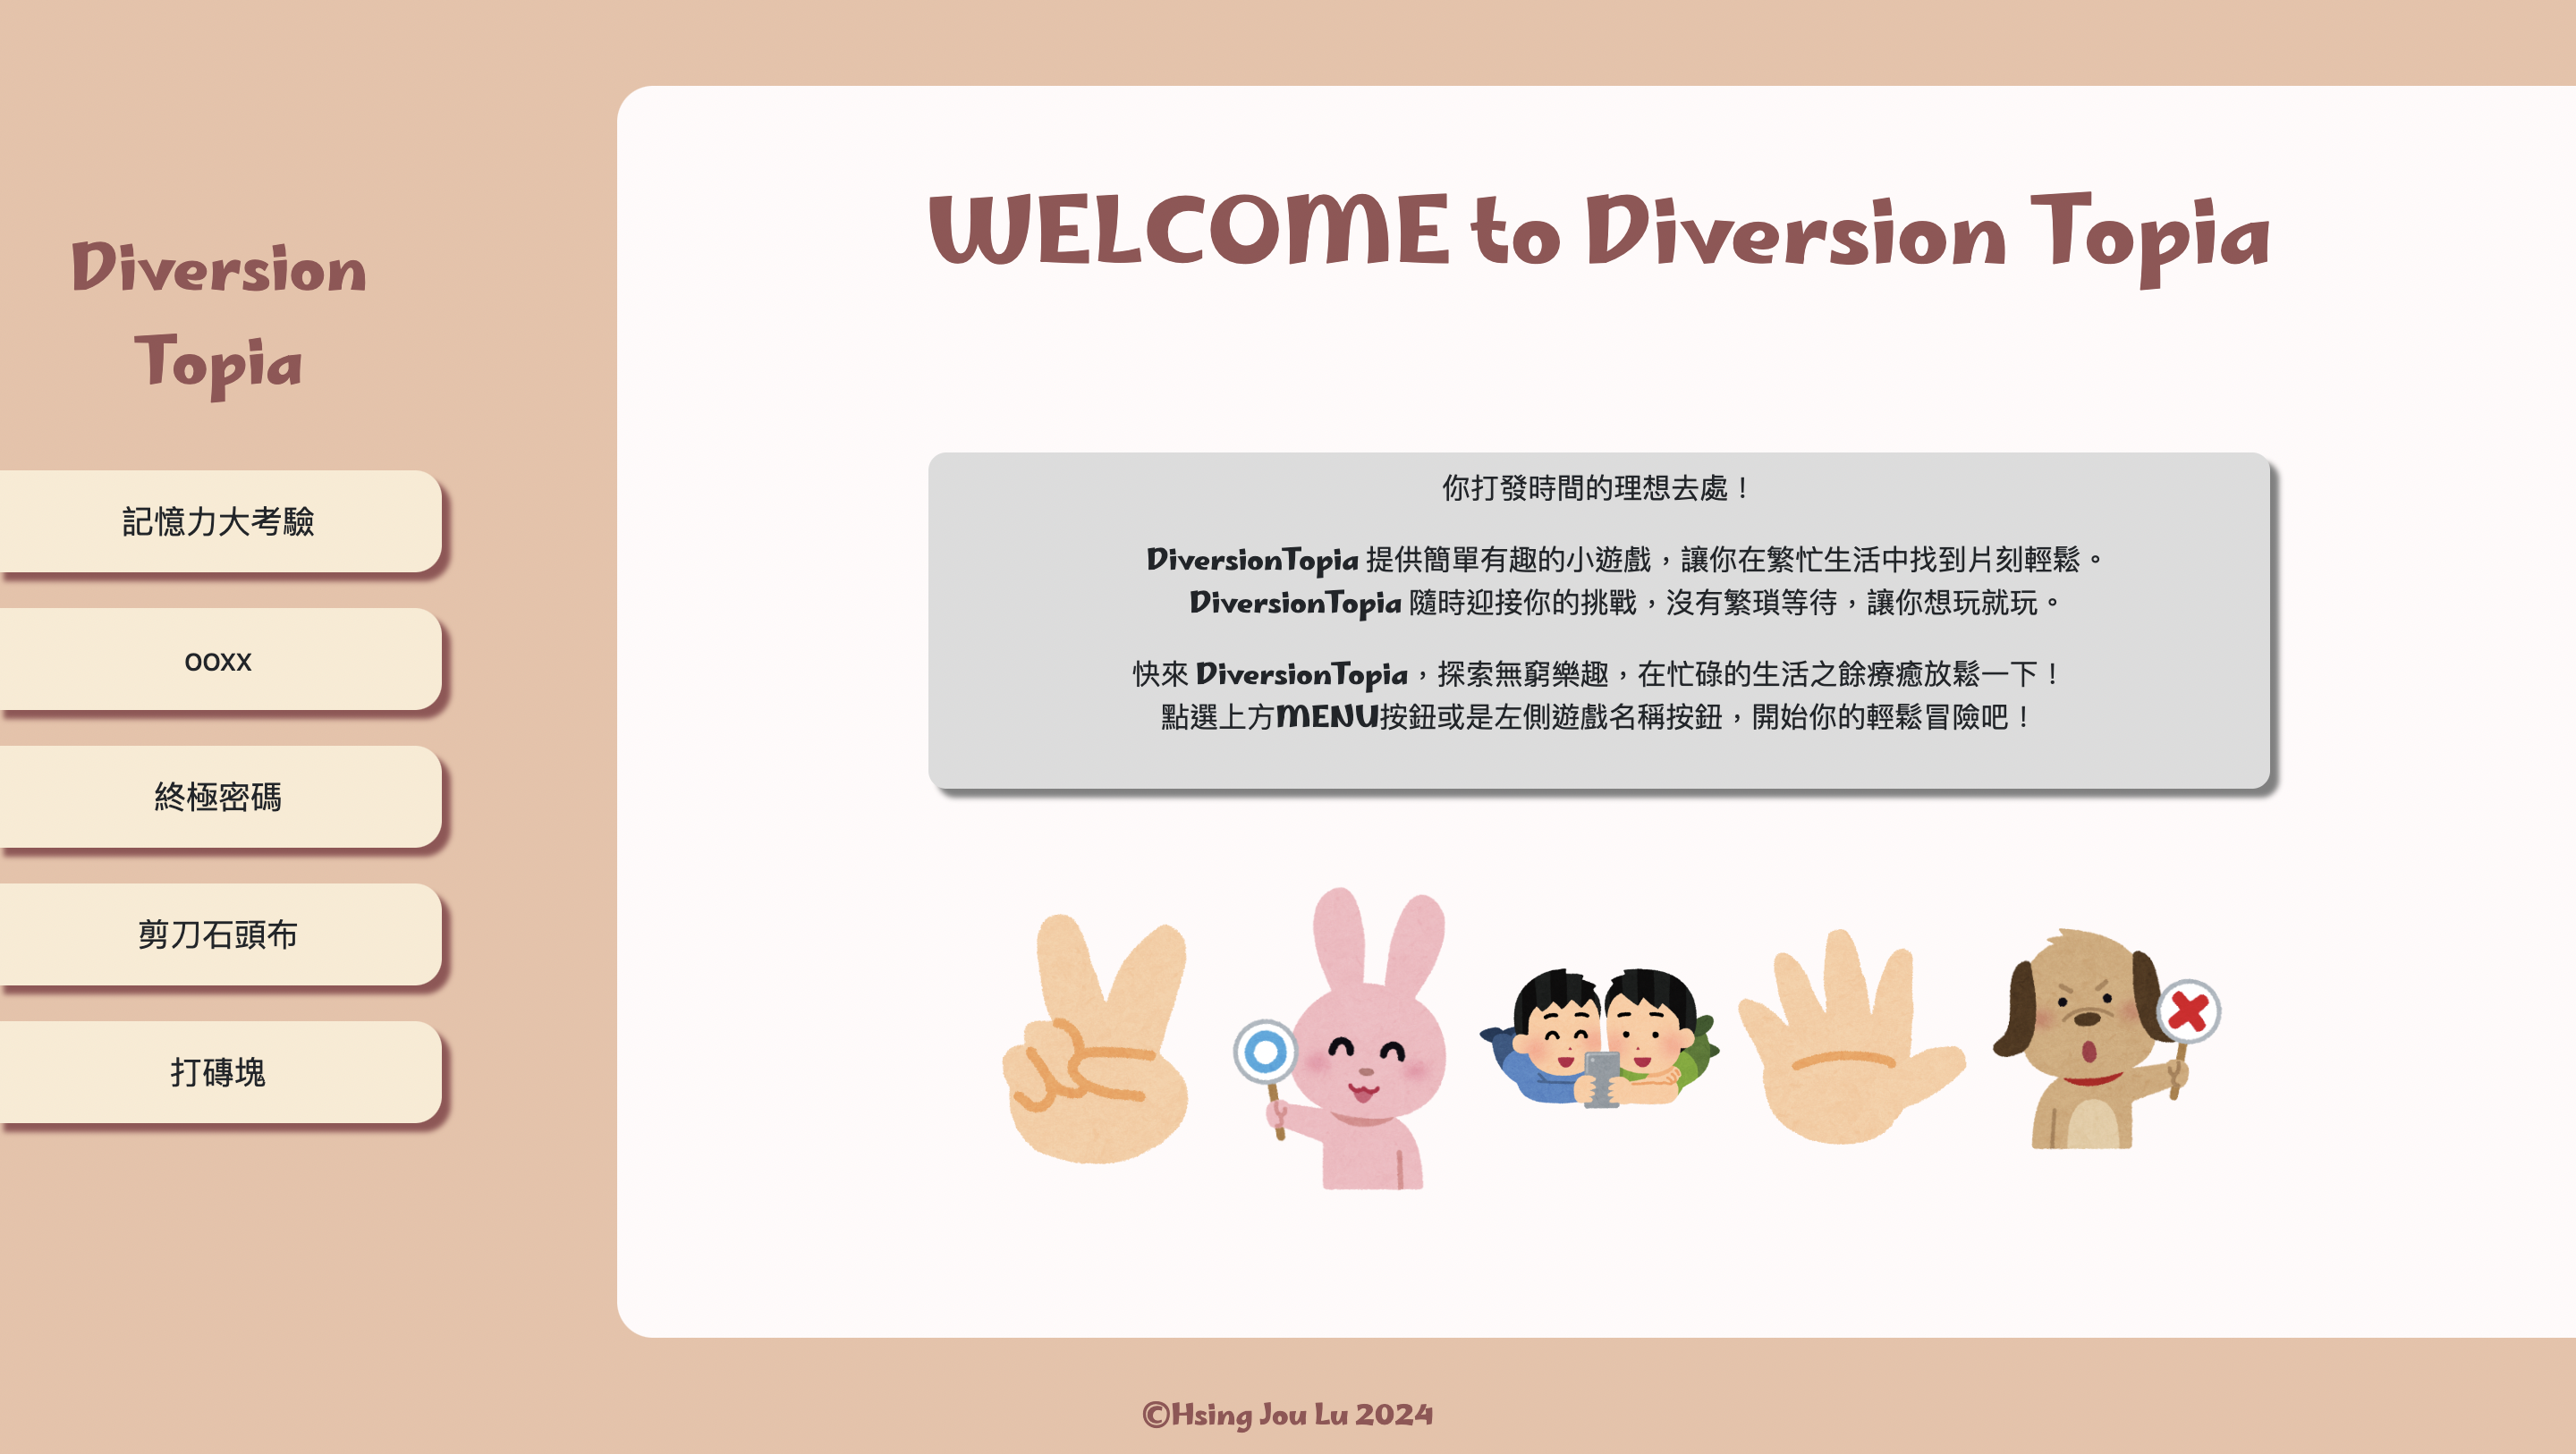 Diversion
Topia
記憶力大考驗
ooxx
終極密碼
剪刀石頭布
打磚塊
WELCOME to Diversion Topia
你打發時間的理想去處！
DiversionTopia 提供簡單有趣的小遊戲，讓你在繁忙生活中找到片刻輕鬆。
DiversionTopia 隨時迎接你的挑戰，沒有繁瑣等待，讓你想玩就玩。
快來 DiversionTopia，探索無窮樂趣，在忙碌的生活之餘療癒放鬆一下！
點選上方MENU按鈕或是左側遊戲名稱按鈕，開始你的輕鬆冒險吧！
©Hsing Jou Lu 2024